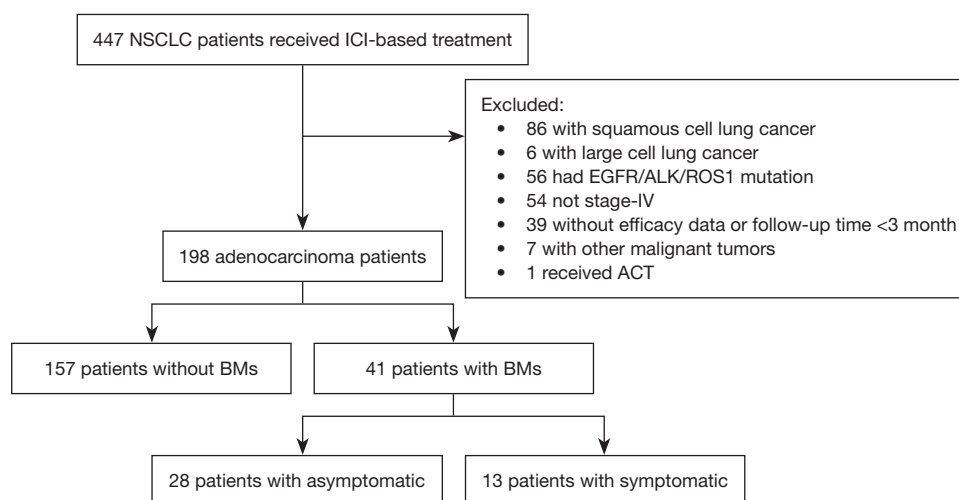 447 NSCLC patients received ICI-based treatment
Excluded:
• 86 with squamous cell lung cancer
• 6 with large cell lung cancer
• 56 had EGFR/ALK/ROS1 mutation
• 54 not stage-IV
• 39 without efficacy data or follow-up time <3 month
• 7 with other malignant tumors
• 1 received ACT
198 adenocarcinoma patients
157 patients without BMs
41 patients with BMs
28 patients with asymptomatic
13 patients with symptomatic